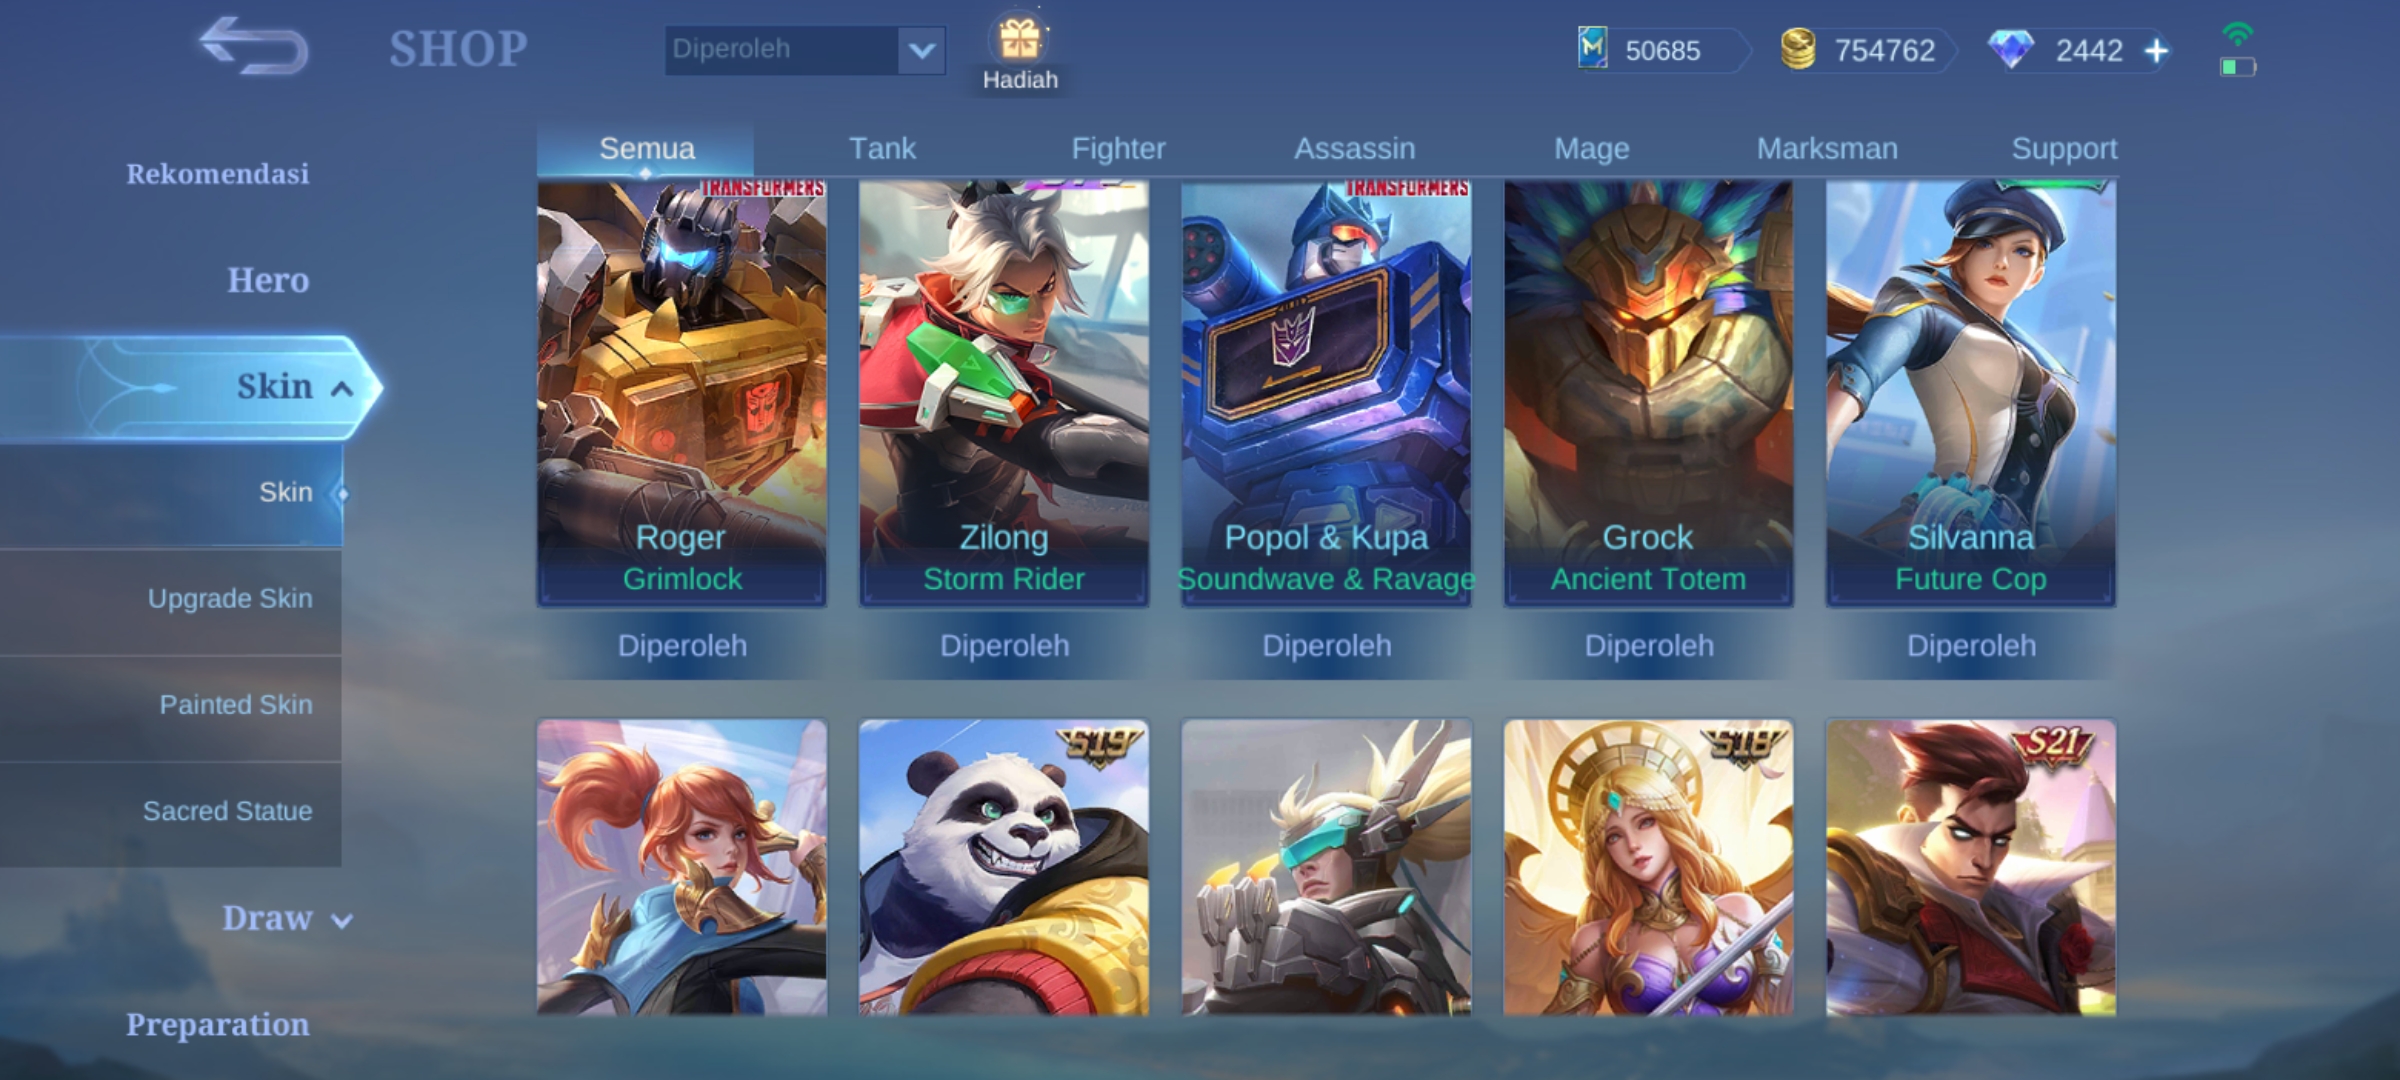 SHOP
Diperoleh
Hadiah
50685
754762
2442
Semua
Tank
Fighter
Assassin
Mage
Marksman
Support
Rekomendasi
Hero
Skin
Skin
Upgrade Skin
Painted Skin
Sacred Statue
Draw
Preparation
TRANSFORMERS
TRANSFORMERS
Roger
Grimlock
Zilong
Storm Rider
Popol & Kupa
Soundwave & Ravage
Grock
Ancient Totem
Silvanna
Future Cop
Diperoleh
Diperoleh
Diperoleh
Diperoleh
Diperoleh
S19
S18
S21